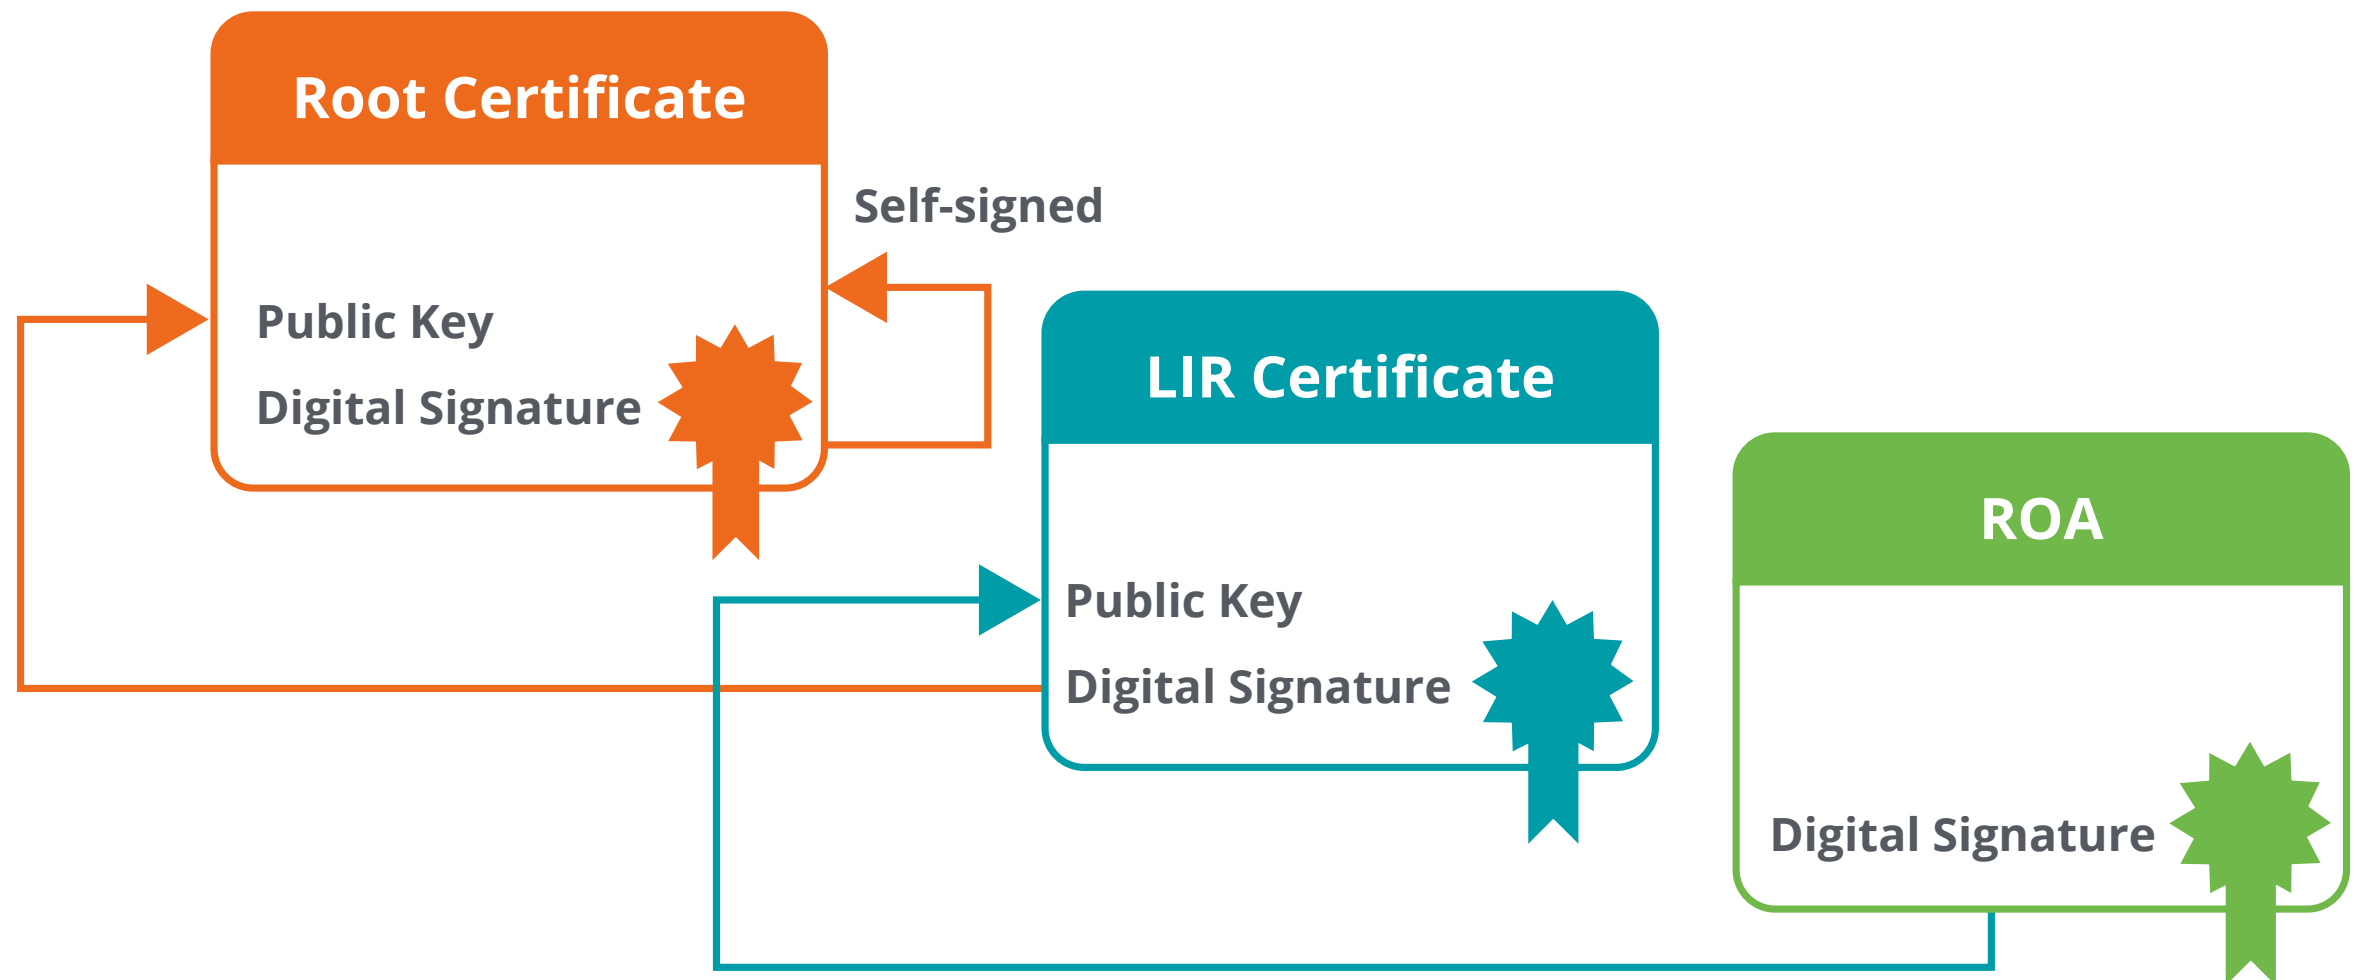 Root Certificate
Self-signed
Public Key
Digital Signature
LIR Certificate
Public Key
Digital Signature
ROA
Digital Signature